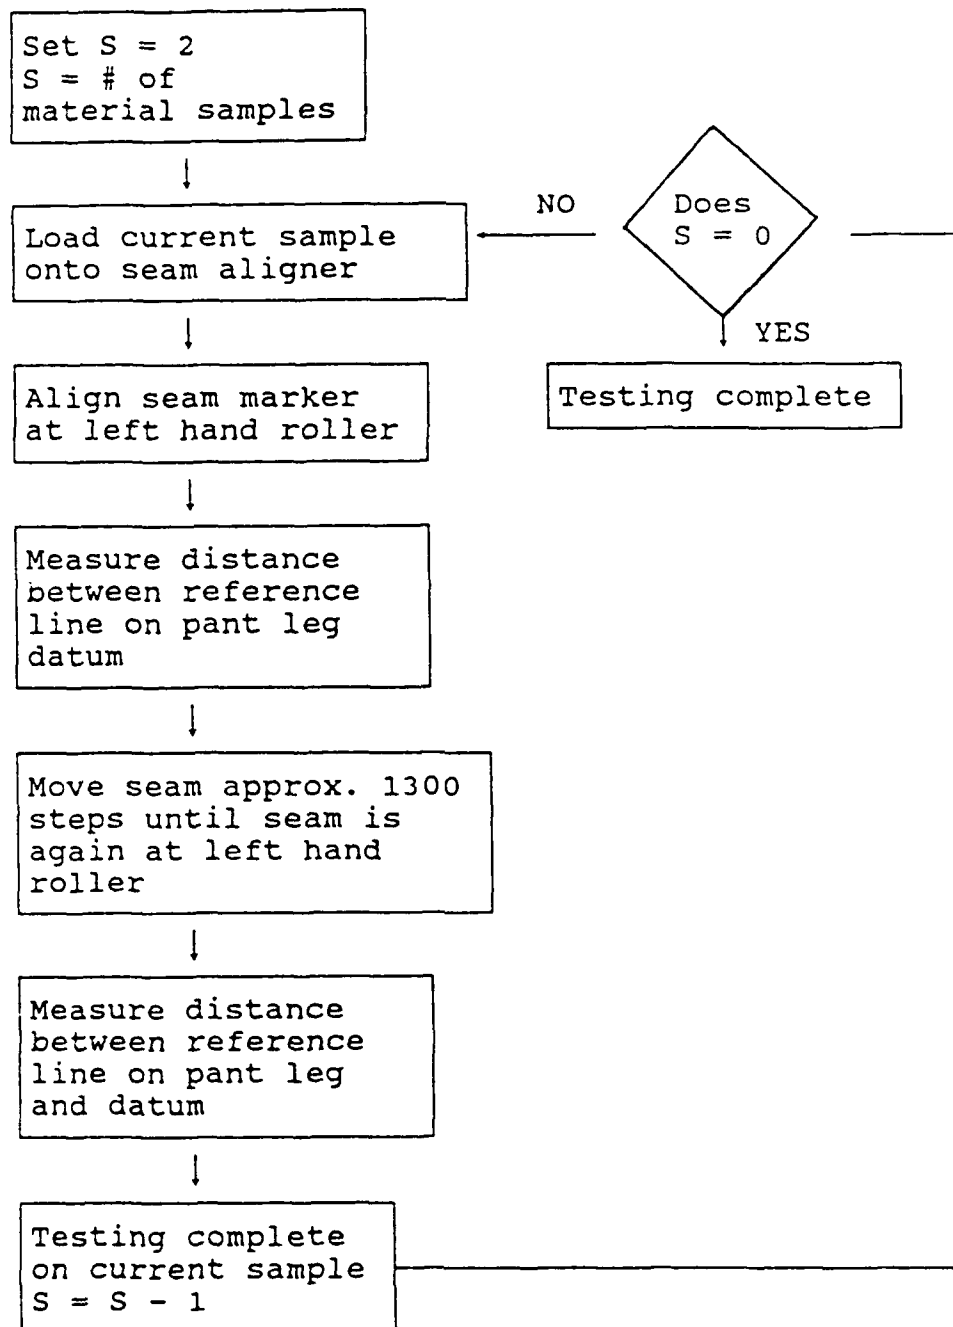 Set S = 2
S = # of
material samples
Load current sample
onto seam aligner
Align seam marker
at left hand roller
Measure distance
between reference
line on pant leg
datum
Move seam approx. 1300
steps until seam is
again at left hand
roller
Measure distance
between reference
line on pant leg
and datum
Testing complete
on current sample
S = S - 1
NO
Does
S = 0
YES
Testing complete